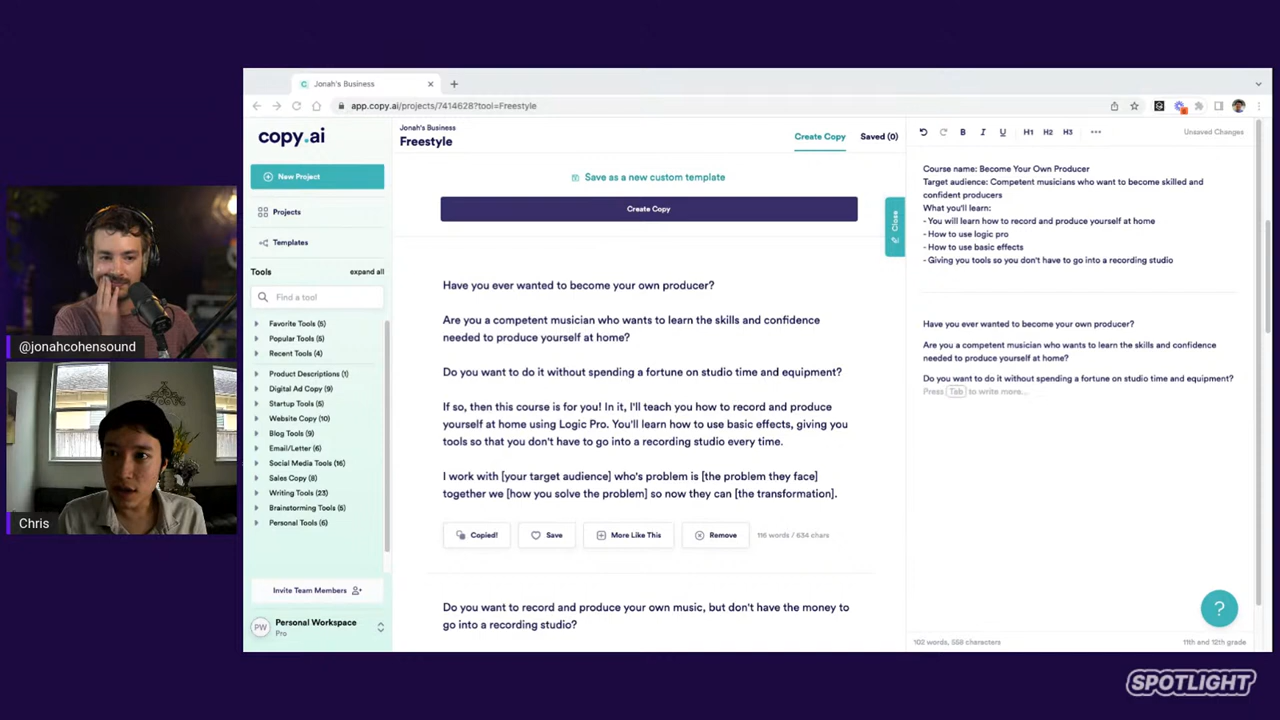 Jonah's Business
app.copy.ai/projects/7414628?tool=Freestyle
copy.ai
New Project
Projects
Templates
Tools
expand all
Find a tool
Favorite Tools (5)
Popular Tools (5)
Recent Tools (4)
Product Descriptions (1)
Digital Ad Copy (9)
Startup Tools (5)
Website Copy (10)
Blog Tools (9)
Email/Letter (6)
Social Media Tools (16)
Sales Copy (8)
Writing Tools (23)
Brainstorming Tools (5)
Personal Tools (6)
Invite Team Members
PW
Personal Workspace
Pro
Jonah's Business
Freestyle
Create Copy
Saved (0)
Save as a new custom template
Create Copy
Close
Have you ever wanted to become your own producer?
Are you a competent musician who wants to learn the skills and confidence
needed to produce yourself at home?
Do you want to do it without spending a fortune on studio time and equipment?
If so, then this course is for you! In it, I'll teach you how to record and produce
yourself at home using Logic Pro. You'll learn how to use basic effects, giving you
tools so that you don't have to go into a recording studio every time.
I work with [your target audience] who's problem is [the problem they face]
together we [how you solve the problem] so now they can [the transformation].
Copied!
Save
More Like This
Remove
116 words / 634 chars
Do you want to record and produce your own music, but don't have the money to
go into a recording studio?
B
I
U
H1
H2
H3
Unsaved Changes
Course name: Become Your Own Producer
Target audience: Competent musicians who want to become skilled and
confident producers
What you'll learn:
- You will learn how to record and produce yourself at home
- How to use logic pro
- How to use basic effects
- Giving you tools so you don't have to go into a recording studio
Have you ever wanted to become your own producer?
Are you a competent musician who wants to learn the skills and confidence
needed to produce yourself at home?
Do you want to do it without spending a fortune on studio time and equipment?
Press Tab to write more...
?
102 words, 558 characters
11th and 12th grade
@jonahcohensound
Chris
SPOTLIGHT